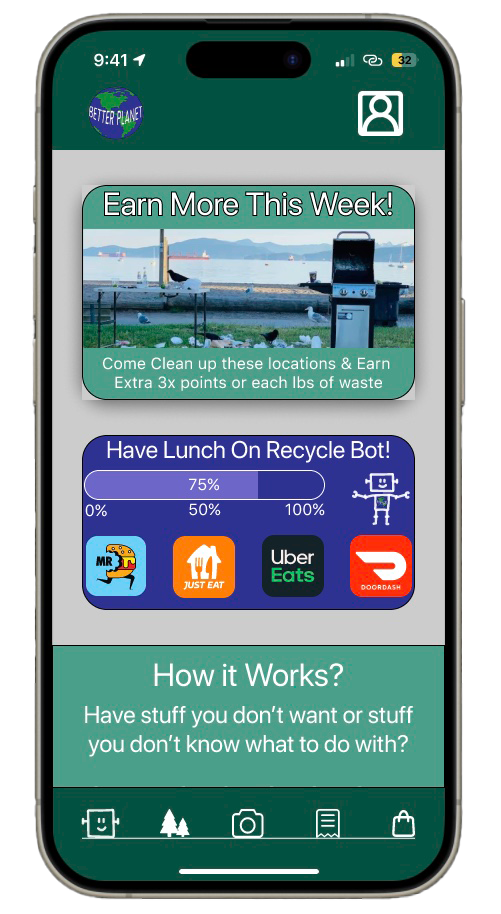 9:41
32
BETTER PLANET
Earn More This Week!
Come Clean up these locations & Earn
Extra 3x points or each lbs of waste
Have Lunch On Recycle Bot!
75%
0% 50% 100%
MR D
JUST EAT
Uber
Eats
DOORDASH
How it Works?
Have stuff you don’t want or stuff
you don’t know what to do with?